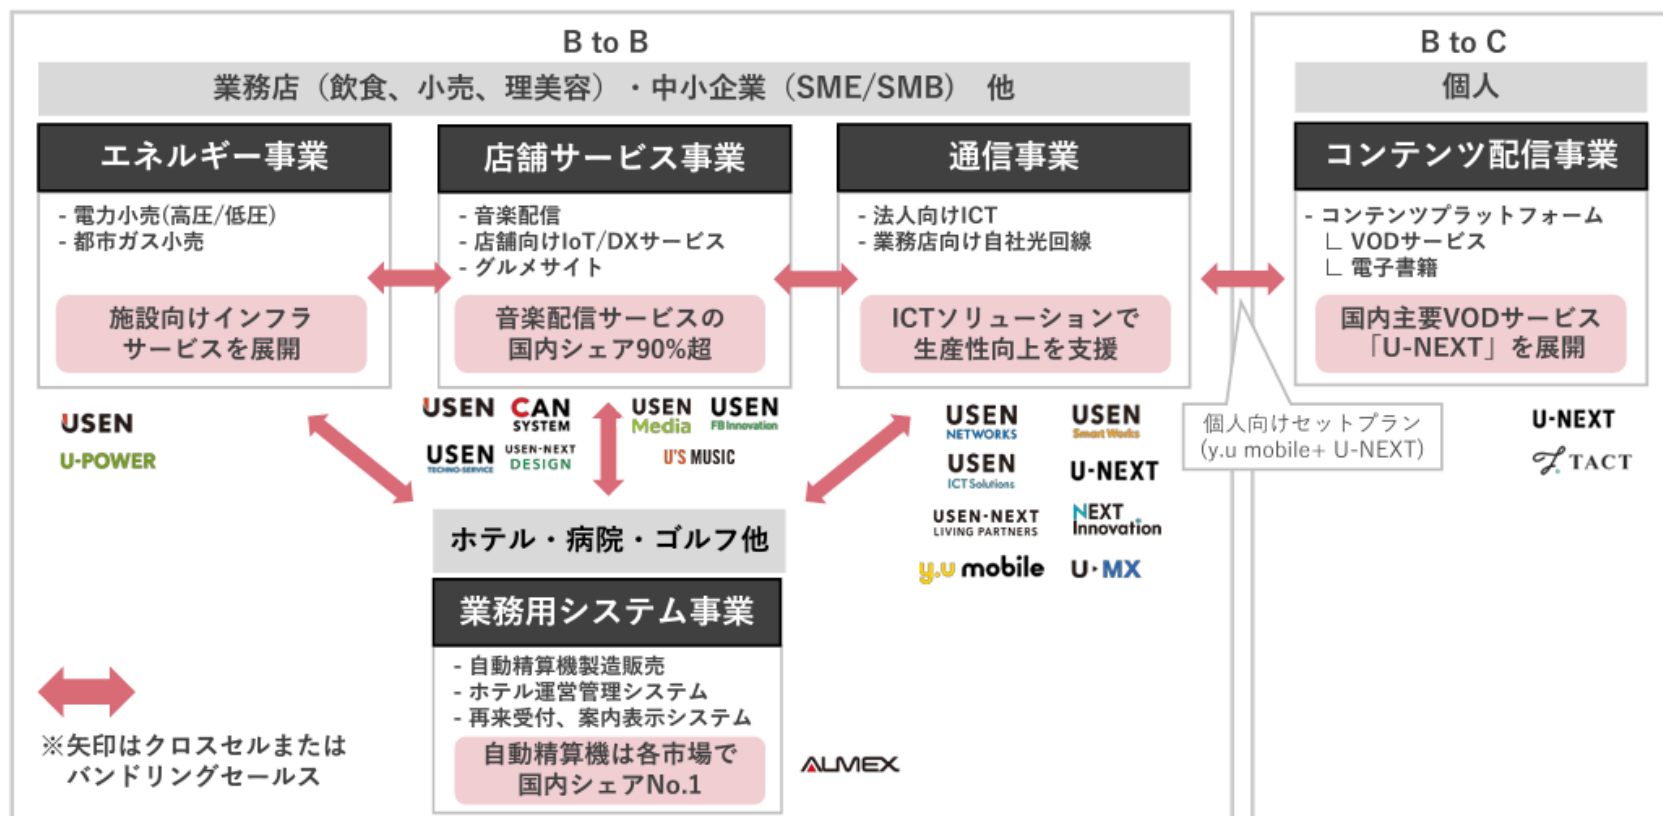 B to B
業務店（飲食、小売、理美容）・中小企業（SME/SMB） 他
エネルギー事業
- 電力小売(高圧/低圧)
- 都市ガス小売
施設向けインフラ
サービスを展開
USEN
U-POWER
店舗サービス事業
- 音楽配信
- 店舗向けIoT/DXサービス
- グルメサイト
音楽配信サービスの
国内シェア90%超
USEN
CAN
SYSTEM
USEN
Media
USEN
FB Innovation
USEN
TECHNO-SERVICE
USEN-NEXT
DESIGN
U'S MUSIC
通信事業
- 法人向けICT
- 業務店向け自社光回線
ICTソリューションで
生産性向上を支援
USEN
NETWORKS
USEN
Smart Works
USEN
ICT Solutions
U-NEXT
USEN-NEXT
LIVING PARTNERS
NEXT
Innovation
y.u mobile
U-MX
ホテル・病院・ゴルフ他
業務用システム事業
- 自動精算機製造販売
- ホテル運営管理システム
- 再来受付、案内表示システム
自動精算機は各市場で
国内シェアNo.1
ALMEX
※矢印はクロスセルまたは
バンドリングセールス
個人向けセットプラン
(y.u mobile+ U-NEXT)
B to C
個人
コンテンツ配信事業
- コンテンツプラットフォーム
∟ VODサービス
∟ 電子書籍
国内主要VODサービス
「U-NEXT」を展開
U-NEXT
TACT